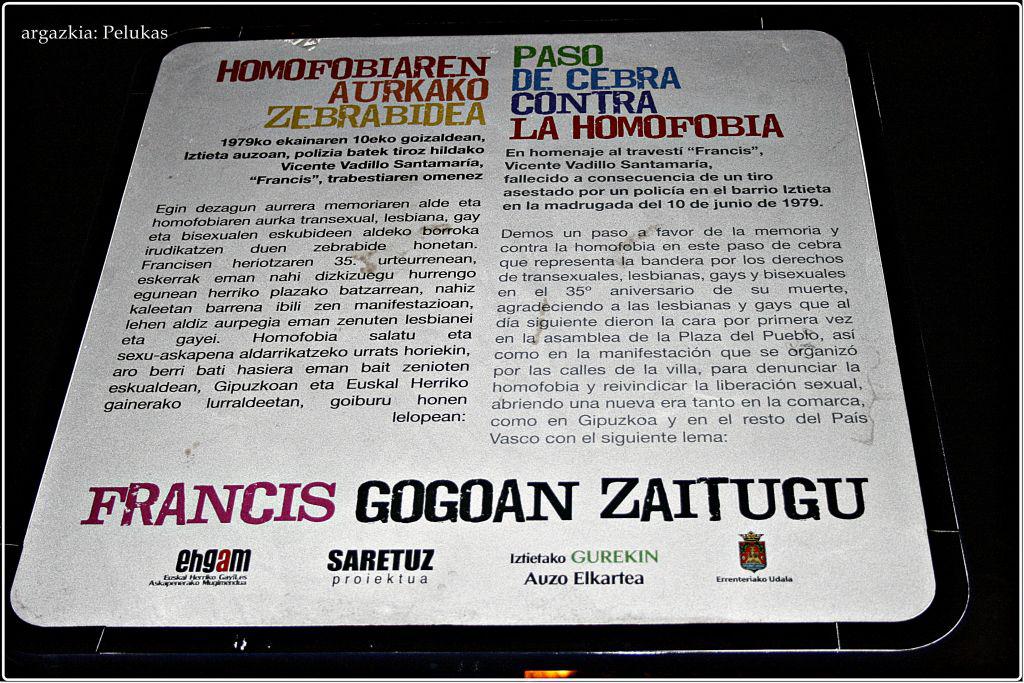 argazkia: Pelukas
HOMOFOBIAREN
AURKAKO
ZEBRABIDEA
1979ko ekainaren 10eko goizaldean,
Iztieta auzoan, polizia batek tiroz hildako
Vicente Vadillo Santamaría,
“Francis”, trabestiaren omenez
Egin dezagun aurrera memoriaren alde eta
homofobiaren aurka transexual, lesbiana, gay
eta bisexualen eskubideen aldeko borroka
irudikatzen duen zebrabide honetan.
Francisen heriotzaren 35. urteurrenean,
eskerrak eman nahi dizkizuegu hurrengo
egunean herriko plazako batzarrean, nahiz
kaleetan barrena ibili zen manifestazioan,
lehen aldiz aurpegia eman zenuten lesbianei
eta gayei. Homofobia salatu eta
sexu-askapena aldarrikatzeko urrats horiekin,
aro berri bati hasiera eman bait zenioten
eskualdean, Gipuzkoan eta Euskal Herriko
gainerako lurraldeetan, goiburu honen
lelopean:
PASO
DE CEBRA
CONTRA
LA HOMOFOBIA
En homenaje al travestí “Francis”,
Vicente Vadillo Santamaría,
fallecido a consecuencia de un tiro
asestado por un policía en el barrio Iztieta
en la madrugada del 10 de junio de 1979.
Demos un paso a favor de la memoria y
contra la homofobia en este paso de cebra
que representa la bandera por los derechos
de transexuales, lesbianas, gays y bisexuales
en el 35º aniversario de su muerte,
agradeciendo a las lesbianas y gays que al
día siguiente dieron la cara por primera vez
en la asamblea de la Plaza del Pueblo, así
como en la manifestación que se organizó
por las calles de la villa, para denunciar la
homofobia y reivindicar la liberación sexual,
abriendo una nueva era tanto en la comarca,
como en Gipuzkoa y en el resto del País
Vasco con el siguiente lema:
FRANCIS GOGOAN ZAITUGU
ehgam
Euskal Herriko Gay/Les
Askapenerako Mugimendua
SARETUZ
proiektua
Iztietako GUREKIN
Auzo Elkartea
Errenteriako Udala